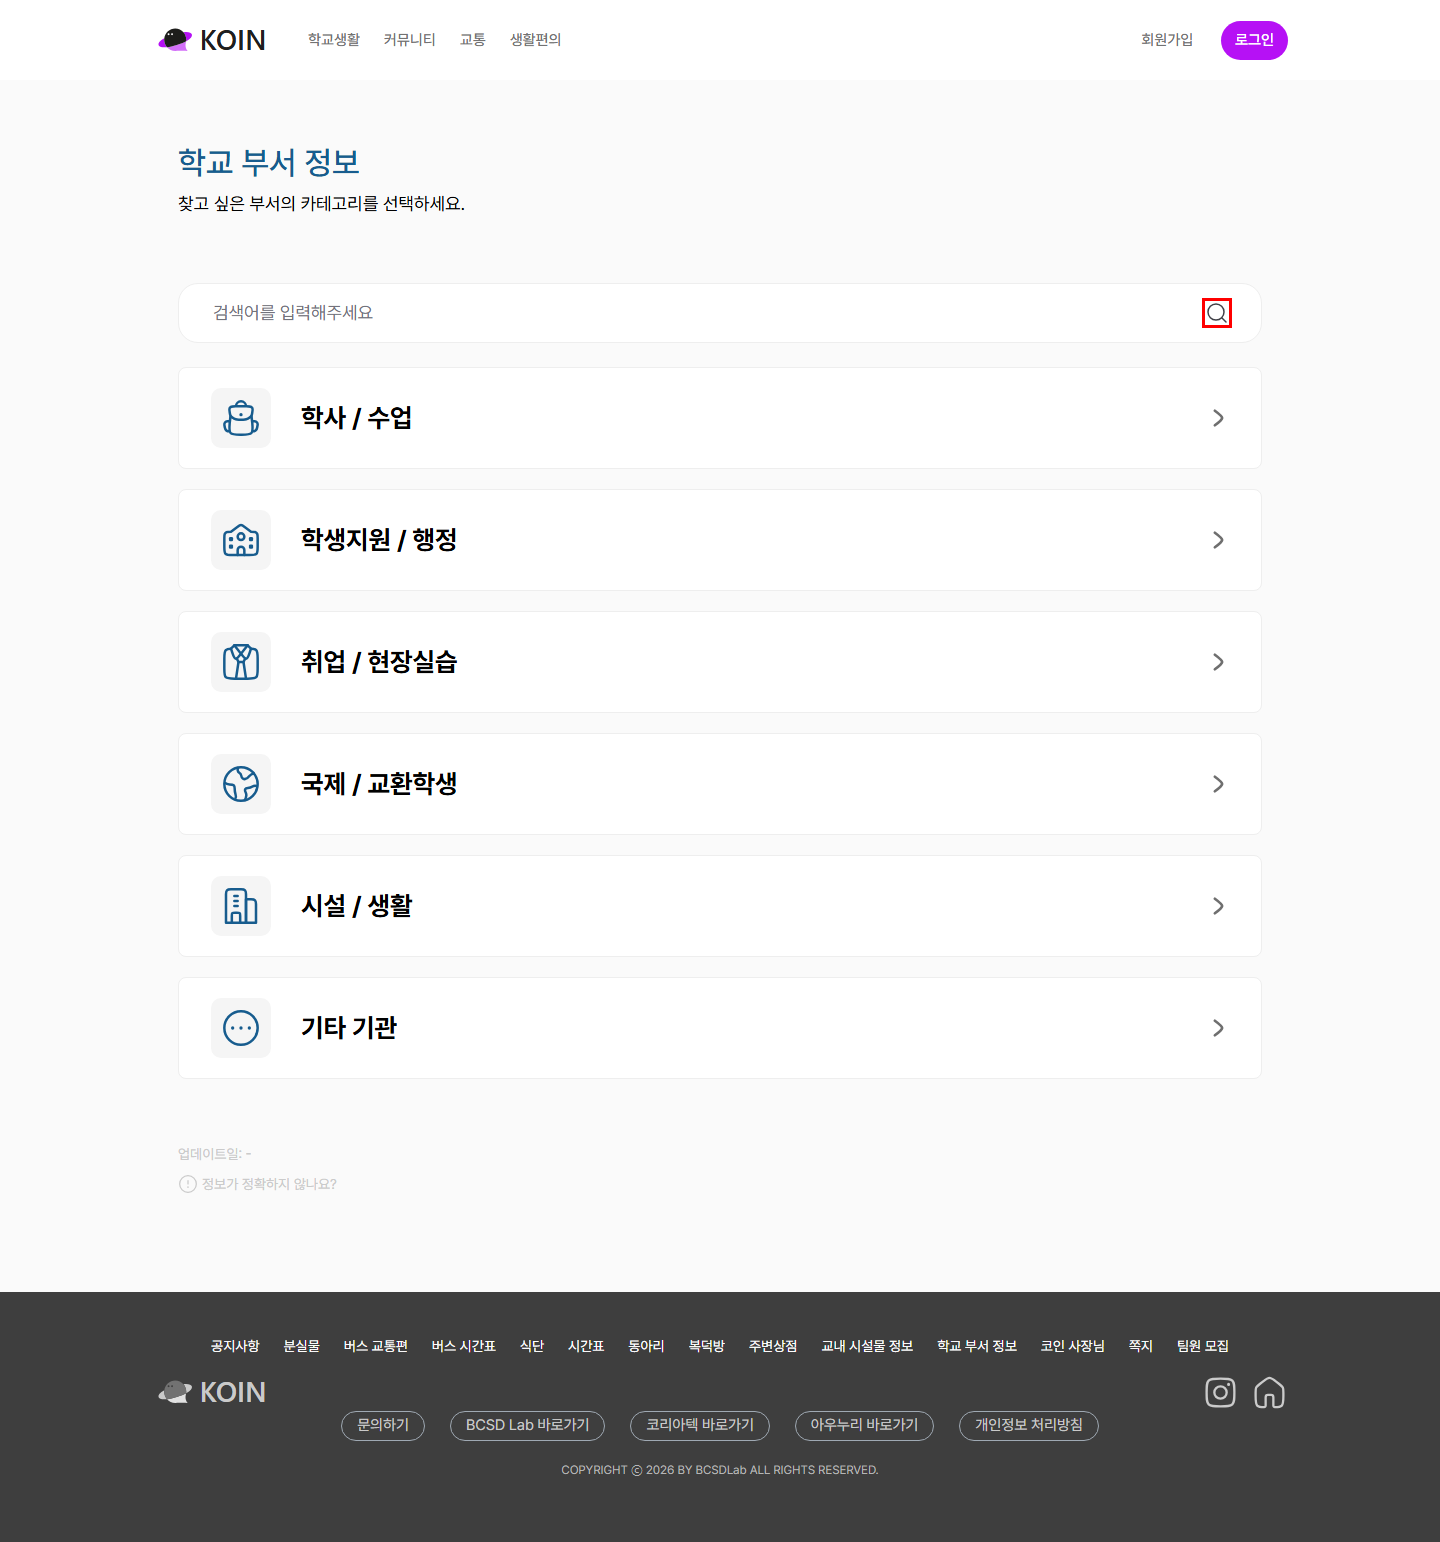 KOIN 학교생활 커뮤니티 교통 생활편의 회원가입 로그인
학교 부서 정보
찾고 싶은 부서의 카테고리를 선택하세요.
검색어를 입력해주세요
학사 / 수업
학생지원 / 행정
취업 / 현장실습
국제 / 교환학생
시설 / 생활
기타 기관
업데이트일: -
정보가 정확하지 않나요?
공지사항 분실물 버스 교통편 버스 시간표 식단 시간표 동아리 복덕방 주변상점 교내 시설물 정보 학교 부서 정보 코인 사장님 쪽지 팀원 모집
KOIN
문의하기 BCSD Lab 바로가기 코리아텍 바로가기 아우누리 바로가기 개인정보 처리방침
COPYRIGHT ⓒ 2026 BY BCSDLab ALL RIGHTS RESERVED.